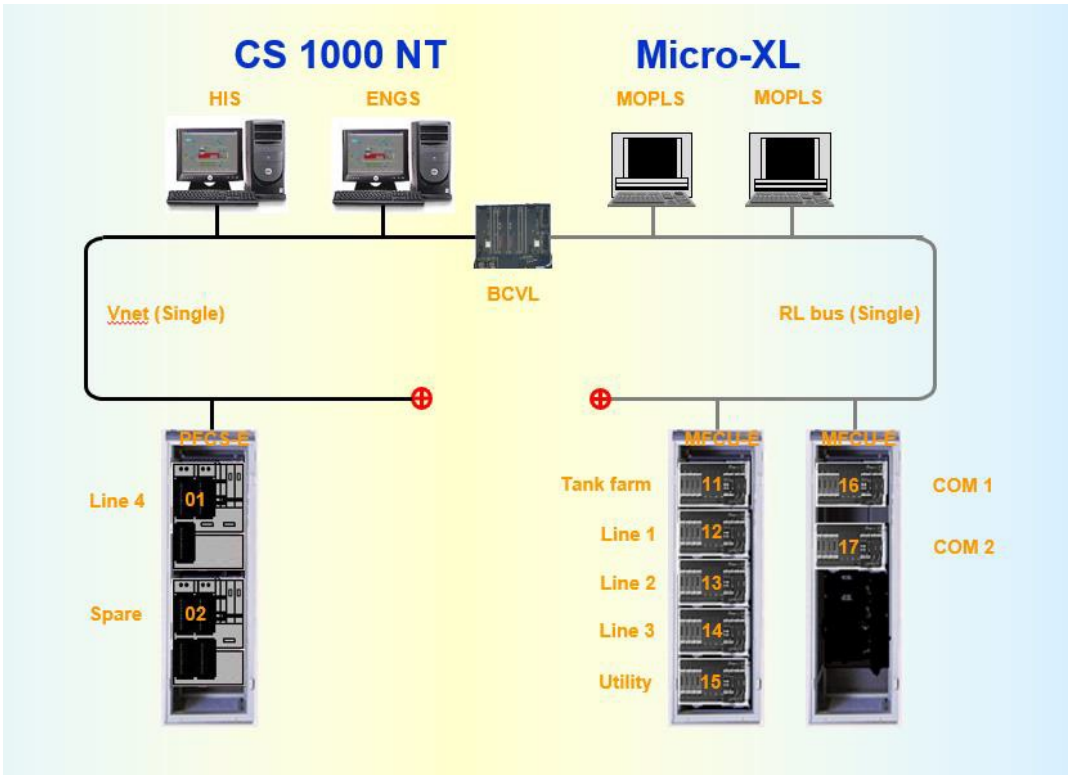 CS 1000 NT
Micro-XL
HIS
ENGS
MOPLS
MOPLS
BCVL
Vnet (Single)
RL bus (Single)
PFCS-E
MFCU-E
MFCU-E
Line 4
01
Spare
02
Tank farm
11
Line 1
12
Line 2
13
Line 3
14
Utility
15
16
COM 1
17
COM 2